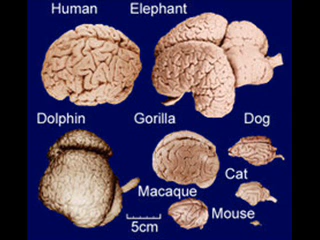 Human Elephant
Dolphin Gorilla Dog
Cat
Macaque
Mouse
5cm